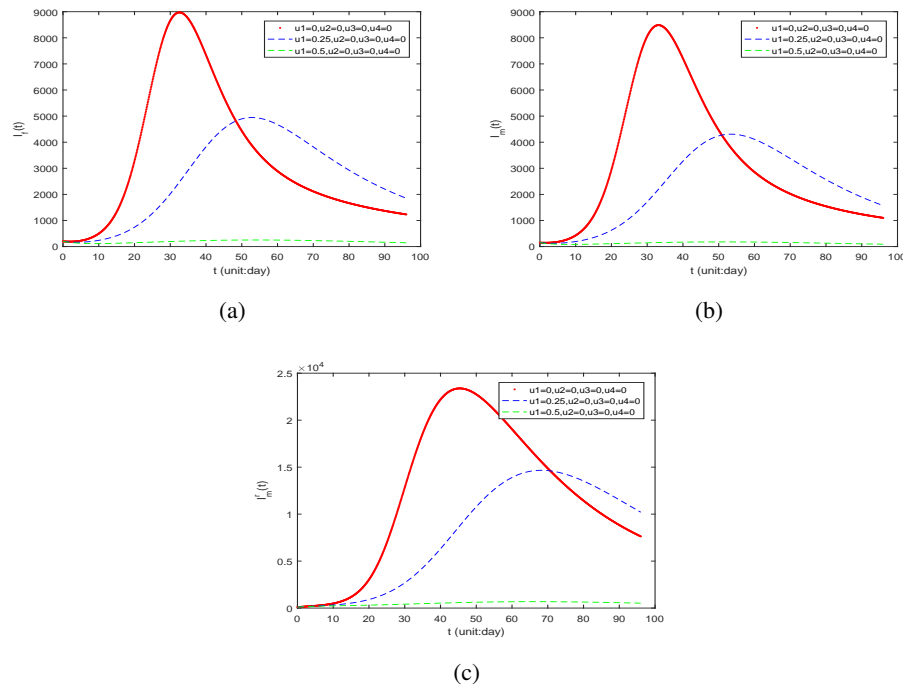 9000
8000
7000
6000
5000
4000
3000
2000
1000
0
I_f(t)
u1=0,u2=0,u3=0,u4=0
u1=0.25,u2=0,u3=0,u4=0
u1=0.5,u2=0,u3=0,u4=0
0 10 20 30 40 50 60 70 80 90 100
t (unit:day)
(a)
9000
8000
7000
6000
5000
4000
3000
2000
1000
0
I_m(t)
u1=0,u2=0,u3=0,u4=0
u1=0.25,u2=0,u3=0,u4=0
u1=0.5,u2=0,u3=0,u4=0
0 10 20 30 40 50 60 70 80 90 100
t (unit:day)
(b)
×10^4
2.5
2
1.5
1
0.5
0
I^r_m(t)
u1=0,u2=0,u3=0,u4=0
u1=0.25,u2=0,u3=0,u4=0
u1=0.5,u2=0,u3=0,u4=0
0 10 20 30 40 50 60 70 80 90 100
t (unit:day)
(c)